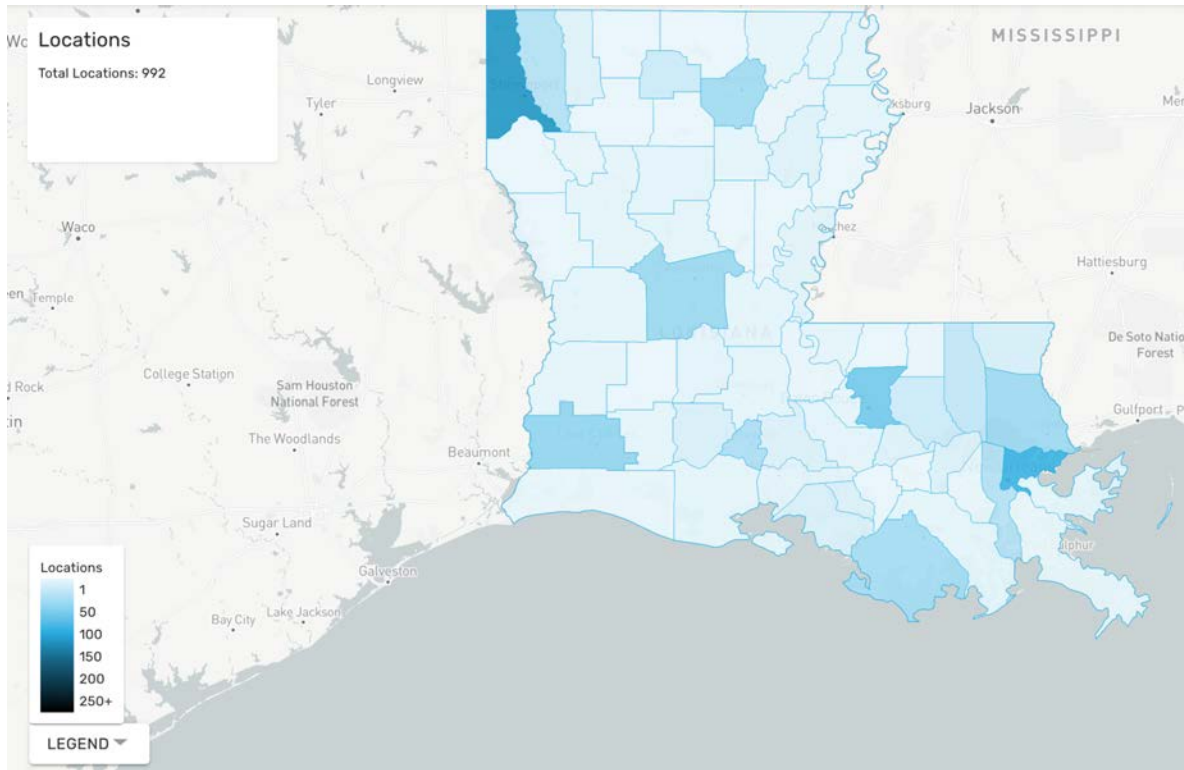 Locations
Total Locations: 992
MISSISSIPPI
Longview
Tyler
Jackson
Waco
Hattiesburg
Temple
De Soto
Forest
College Station
Sam Houston
National Forest
Gulfport
The Woodlands
Beaumont
Sugar Land
Galveston
Bay City
Lake Jackson
Locations
1
50
100
150
200
250+
LEGEND